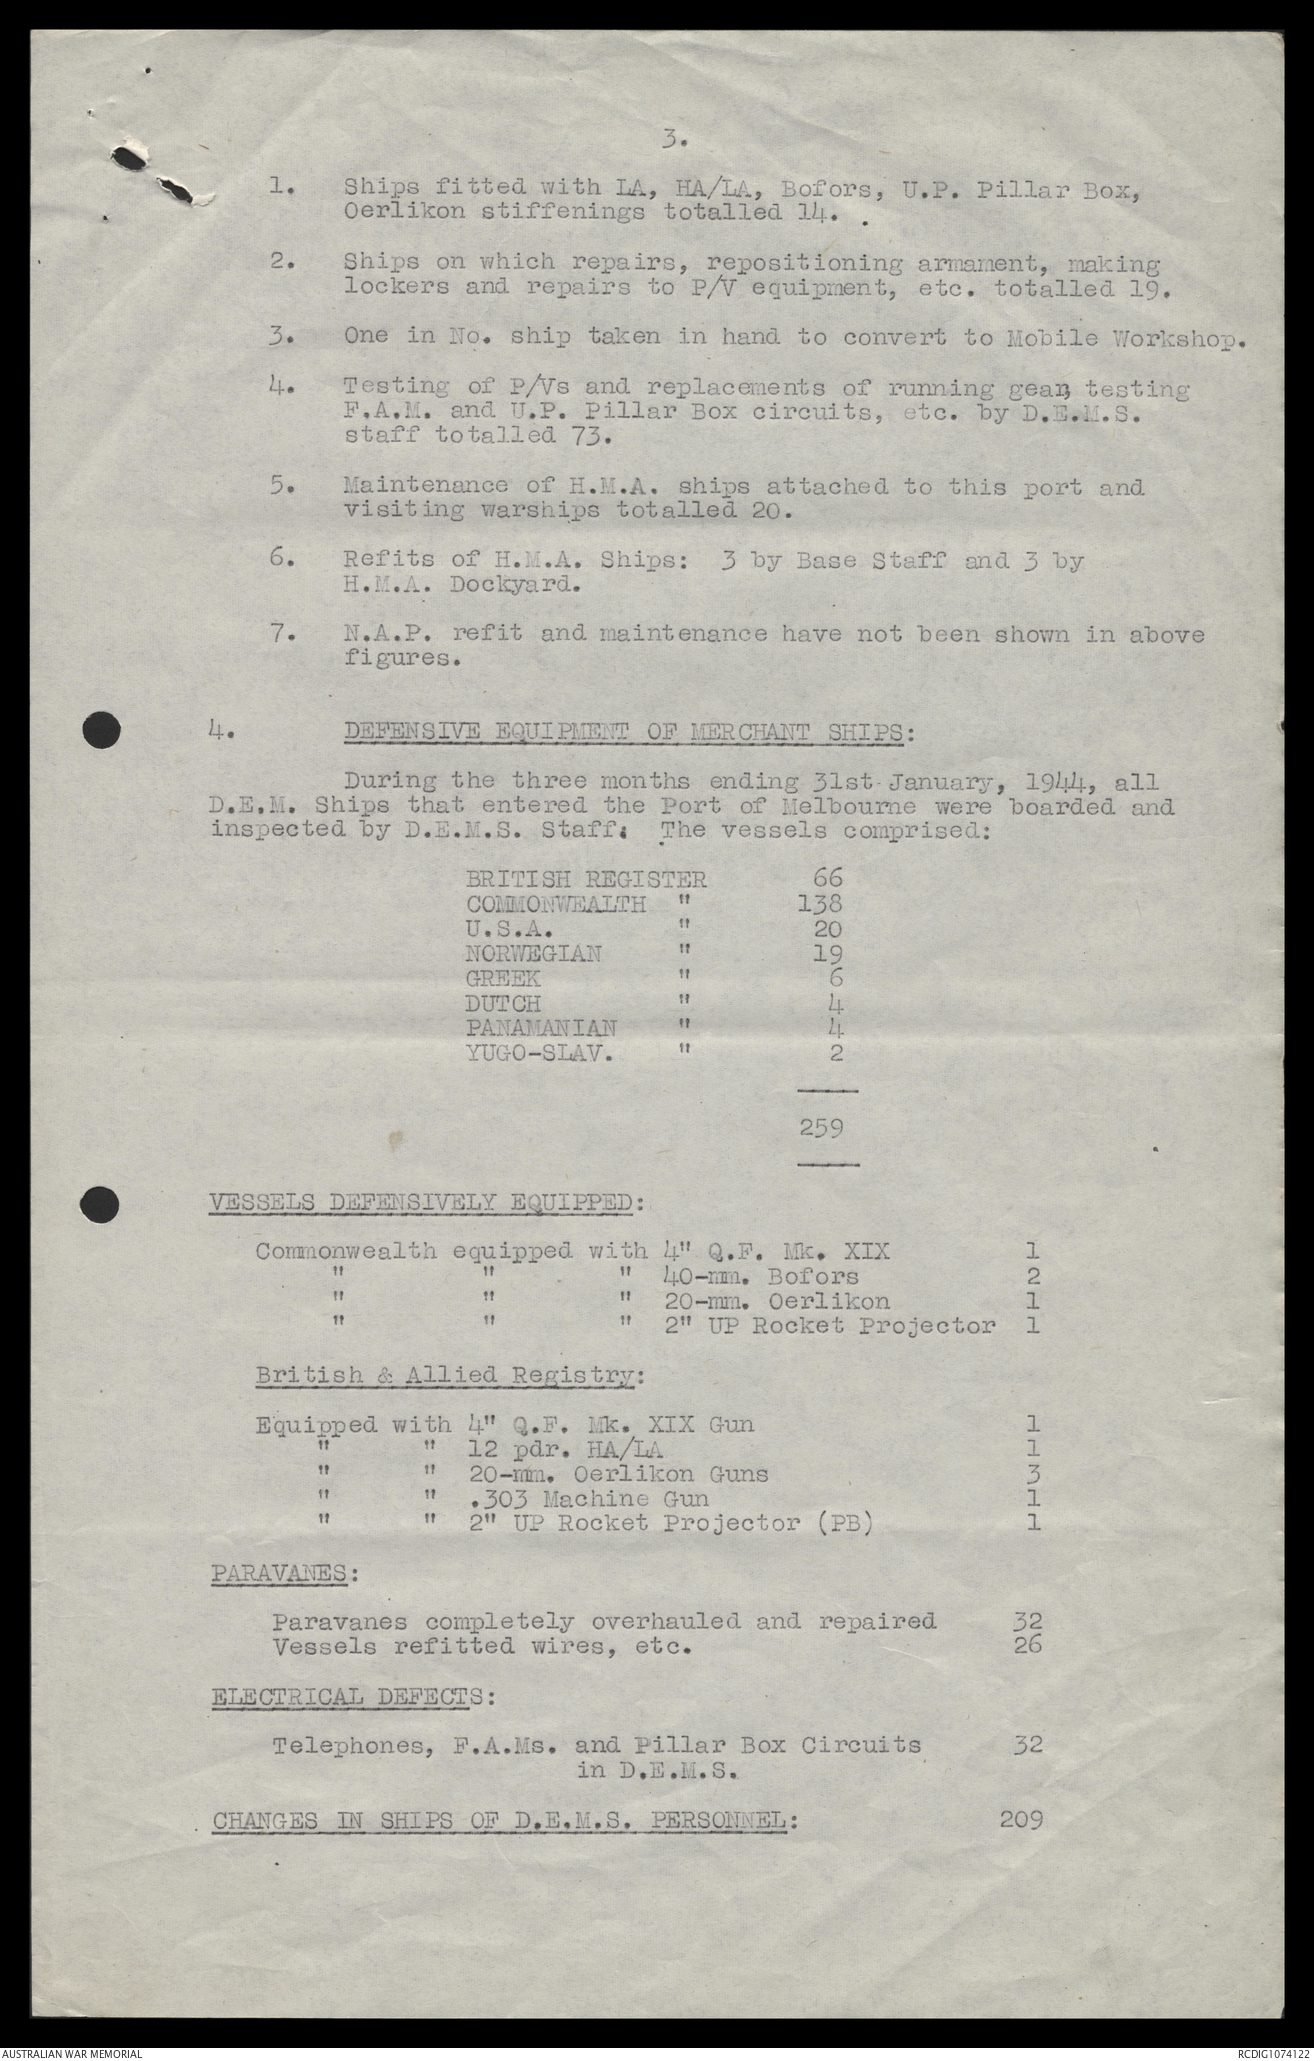 3.
1. Ships fitted with LA, HA/LA, Bofors, U.P. Pillar Box,
Oerlikon stiffenings totalled 14.
2. Ships on which repairs, repositioning armament, making
lockers and repairs to P/V equipment, etc. totalled 19.
3. One in No. ship taken in hand to convert to Mobile Workshop.
4. Testing of P/Vs and replacements of running gear, testing
F.A.M. and U.P. Pillar Box circuits, etc. by D.E.M.S.
staff totalled 73.
5. Maintenance of H.M.A. ships attached to this port and
visiting warships totalled 20.
6. Refits of H.M.A. Ships: 3 by Base Staff and 3 by
H.M.A. Dockyard.
7. N.A.P. refit and maintenance have not been shown in above
figures.
4. DEFENSIVE EQUIPMENT OF MERCHANT SHIPS:
During the three months ending 31st January, 1944, all
D.E.M. Ships that entered the Port of Melbourne were boarded and
inspected by D.E.M.S. Staff. The vessels comprised:
BRITISH REGISTER 66
COMMONWEALTH " 138
U.S.A. " 20
NORWEGIAN " 19
GREEK " 6
DUTCH " 4
PANAMANIAN " 4
YUGO-SLAV. " 2
259
VESSELS DEFENSIVELY EQUIPPED:
Commonwealth equipped with 4" Q.F. Mk. XIX 1
" " " 40-mm. Bofors 2
" " " 20-mm. Oerlikon 1
" " " 2" UP Rocket Projector 1
British & Allied Registry:
Equipped with 4" Q.F. Mk. XIX Gun 1
" " 12 pdr. HA/LA 1
" " 20-mm. Oerlikon Guns 3
" " .303 Machine Gun 1
" " 2" UP Rocket Projector (PB) 1
PARAVANES:
Paravanes completely overhauled and repaired 32
Vessels refitted wires, etc. 26
ELECTRICAL DEFECTS:
Telephones, F.A.Ms. and Pillar Box Circuits 32
in D.E.M.S.
CHANGES IN SHIPS OF D.E.M.S. PERSONNEL: 209
AUSTRALIAN WAR MEMORIAL
RCDIG1074122